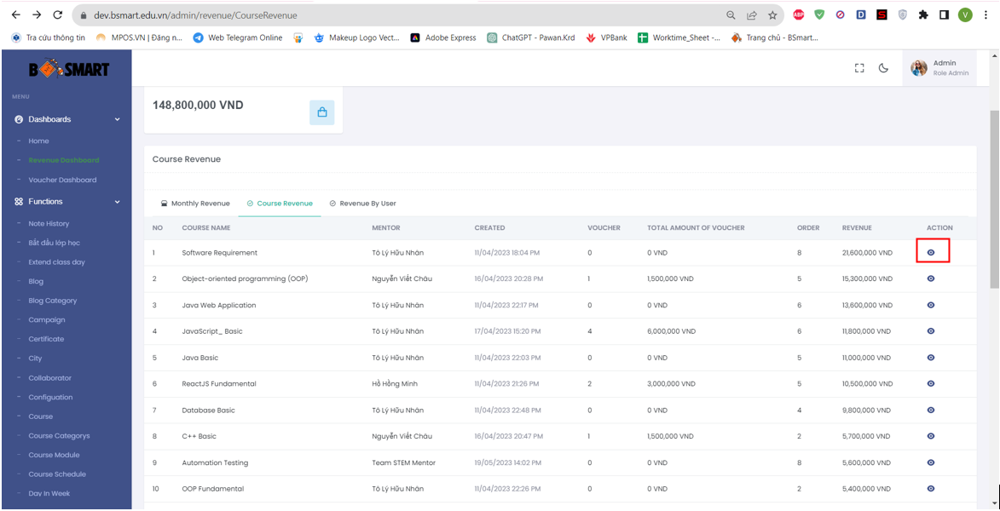 dev.bsmart.edu.vn/admin/revenue/CourseRevenue
ABP
D
S
V
Tra cứu thông tin
MPOS.VN | Đăng n...
Web Telegram Online
Makeup Logo Vect...
Adobe Express
ChatGPT - Pawan.Krd
VPBank
Worktime_Sheet -...
Trang chủ - BSmart...
B SMART
Admin
Role Admin
MENU
Dashboards
Home
Revenue Dashboard
Voucher Dashboard
Functions
Note History
Bắt đầu lớp học
Extend class day
Blog
Blog Category
Campaign
Certificate
City
Collaborator
Configuation
Course
Course Categorys
Course Module
Course Schedule
Day In Week
148,800,000 VND
Course Revenue
Monthly Revenue Course Revenue Revenue By User
NO COURSE NAME MENTOR CREATED VOUCHER TOTAL AMOUNT OF VOUCHER ORDER REVENUE ACTION
1 Software Requirement Tô Lý Hữu Nhân 11/04/2023 18:04 PM 0 0 VND 8 21,600,000 VND
2 Object-oriented programming (OOP) Nguyễn Viết Châu 16/04/2023 20:28 PM 1 1,500,000 VND 5 15,300,000 VND
3 Java Web Application Tô Lý Hữu Nhân 11/04/2023 22:17 PM 0 0 VND 6 13,600,000 VND
4 JavaScript_ Basic Tô Lý Hữu Nhân 17/04/2023 15:20 PM 4 6,000,000 VND 6 11,800,000 VND
5 Java Basic Tô Lý Hữu Nhân 11/04/2023 22:03 PM 0 0 VND 5 11,000,000 VND
6 ReactJS Fundamental Hồ Hồng Minh 11/04/2023 21:26 PM 2 3,000,000 VND 5 10,500,000 VND
7 Database Basic Tô Lý Hữu Nhân 11/04/2023 22:48 PM 0 0 VND 4 9,800,000 VND
8 C++ Basic Nguyễn Viết Châu 16/04/2023 20:47 PM 1 1,500,000 VND 2 5,700,000 VND
9 Automation Testing Team STEM Mentor 19/05/2023 14:02 PM 0 0 VND 8 5,600,000 VND
10 OOP Fundamental Tô Lý Hữu Nhân 11/04/2023 22:26 PM 0 0 VND 2 5,400,000 VND